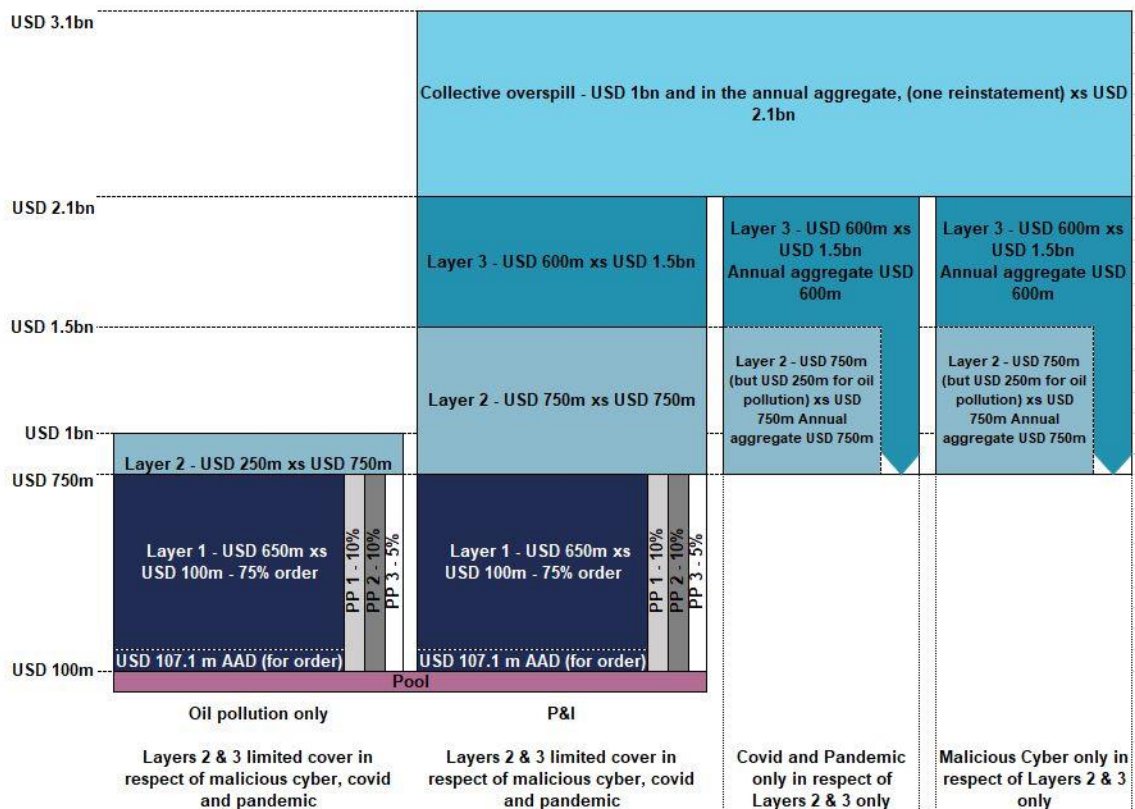 USD 3.1bn
Collective overspill - USD 1bn and in the annual aggregate, (one reinstatement) xs USD
2.1bn
USD 2.1bn
Layer 3 - USD 600m xs USD 1.5bn
Layer 3 - USD 600m xs
USD 1.5bn
Annual aggregate USD
600m
Layer 3 - USD 600m xs
USD 1.5bn
Annual aggregate USD
600m
USD 1.5bn
Layer 2 - USD 750m xs USD 750m
Layer 2 - USD 750m
(but USD 250m for oil
pollution) xs USD
750m Annual
aggregate USD 750m
Layer 2 - USD 750m
(but USD 250m for oil
pollution) xs USD
750m Annual
aggregate USD 750m
USD 1bn
Layer 2 - USD 250m xs USD 750m
USD 750m
Layer 1 - USD 650m xs
USD 100m - 75% order
PP 1 - 10%
PP 2 - 10%
PP 3 - 5%
Layer 1 - USD 650m xs
USD 100m - 75% order
PP 1 - 10%
PP 2 - 10%
PP 3 - 5%
USD 107.1 m AAD (for order)
USD 107.1 m AAD (for order)
USD 100m
Pool
Oil pollution only
Layers 2 & 3 limited cover in
respect of malicious cyber, covid
and pandemic
P&I
Layers 2 & 3 limited cover in
respect of malicious cyber, covid
and pandemic
Covid and Pandemic
only in respect of
Layers 2 & 3 only
Malicious Cyber only in
respect of Layers 2 & 3
only